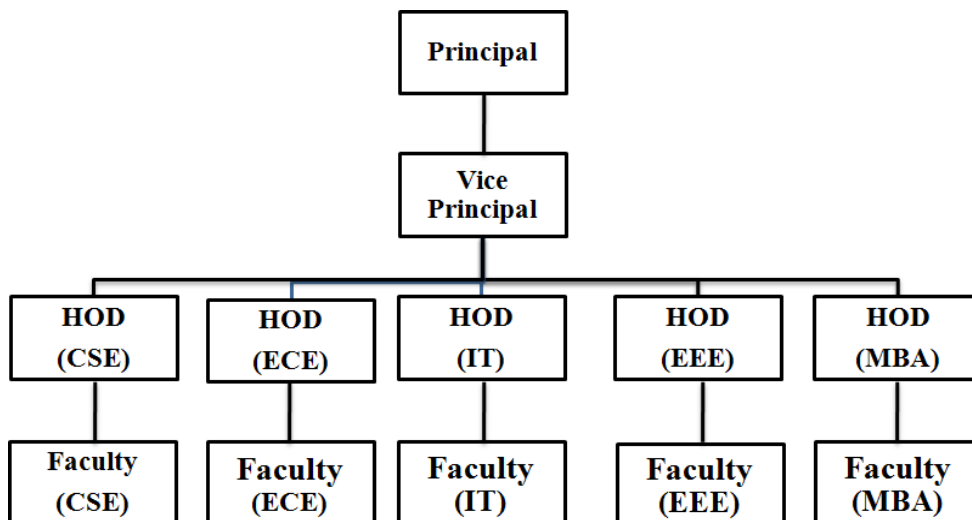 Principal
Vice
Principal
HOD
(CSE)
HOD
(ECE)
HOD
(IT)
HOD
(EEE)
HOD
(MBA)
Faculty
(CSE)
Faculty
(ECE)
Faculty
(IT)
Faculty
(EEE)
Faculty
(MBA)